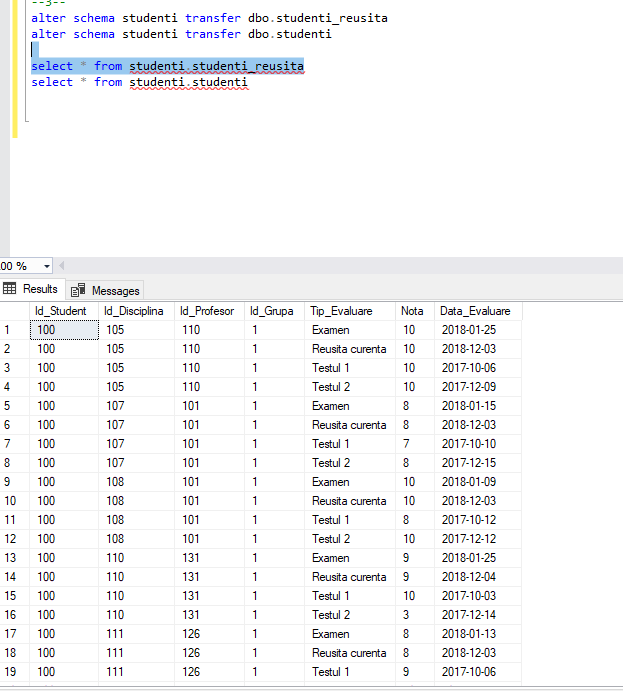 --3--
alter schema studenti transfer dbo.studenti_reusita
alter schema studenti transfer dbo.studenti
select * from studenti.studenti_reusita
select * from studenti.studenti
00 %
Results Messages
Id_Student Id_Disciplina Id_Profesor Id_Grupa Tip_Evaluare Nota Data_Evaluare
1 100 105 110 1 Examen 10 2018-01-25
2 100 105 110 1 Reusita curenta 10 2018-12-03
3 100 105 110 1 Testul 1 10 2017-10-06
4 100 105 110 1 Testul 2 10 2017-12-09
5 100 107 101 1 Examen 8 2018-01-15
6 100 107 101 1 Reusita curenta 8 2018-12-03
7 100 107 101 1 Testul 1 7 2017-10-10
8 100 107 101 1 Testul 2 8 2017-12-15
9 100 108 101 1 Examen 10 2018-01-09
10 100 108 101 1 Reusita curenta 10 2018-12-03
11 100 108 101 1 Testul 1 8 2017-10-12
12 100 108 101 1 Testul 2 10 2017-12-12
13 100 110 131 1 Examen 9 2018-01-25
14 100 110 131 1 Reusita curenta 9 2018-12-04
15 100 110 131 1 Testul 1 10 2017-10-03
16 100 110 131 1 Testul 2 3 2017-12-14
17 100 111 126 1 Examen 8 2018-01-13
18 100 111 126 1 Reusita curenta 8 2018-12-03
19 100 111 126 1 Testul 1 9 2017-10-06